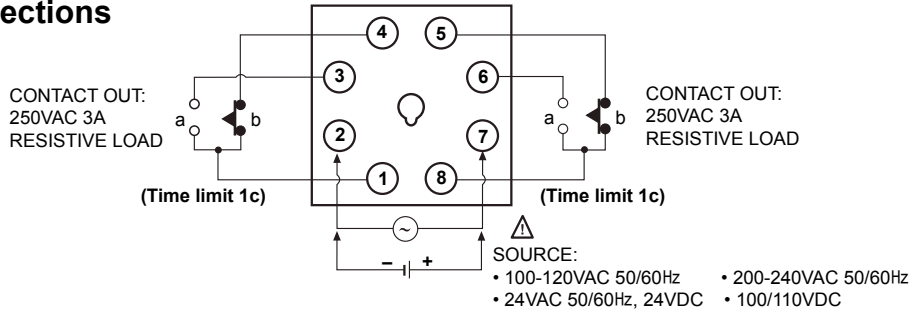 ections
4
5
3
6
CONTACT OUT:
250VAC 3A
RESISTIVE LOAD
a
b
2
7
a
b
CONTACT OUT:
250VAC 3A
RESISTIVE LOAD
1
8
(Time limit 1c)
(Time limit 1c)
~
− +
SOURCE:
• 100-120VAC 50/60Hz • 200-240VAC 50/60Hz
• 24VAC 50/60Hz, 24VDC • 100/110VDC